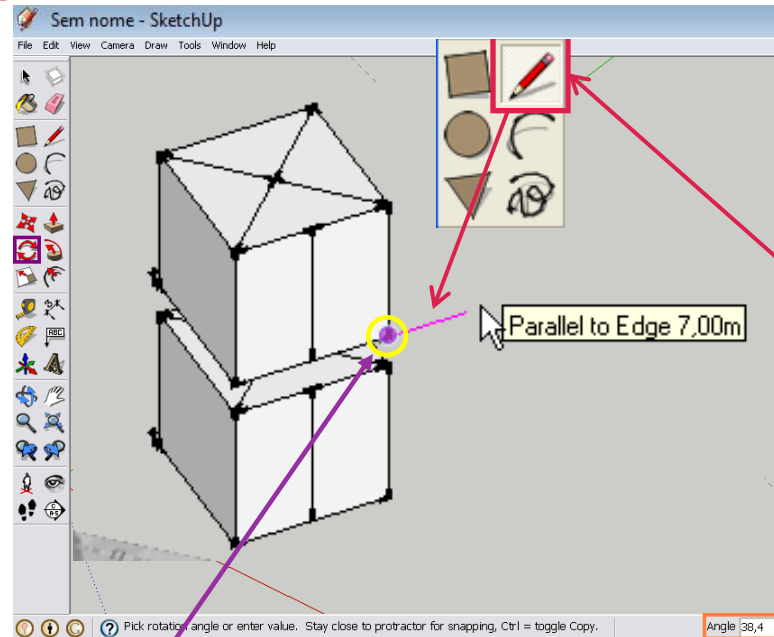 Sem nome - SketchUp
File Edit View Camera Draw Tools Window Help
ABC
Parallel to Edge 7,00m
Pick rotation angle or enter value. Stay close to protractor for snapping, Ctrl = toggle Copy.
Angle 38,4